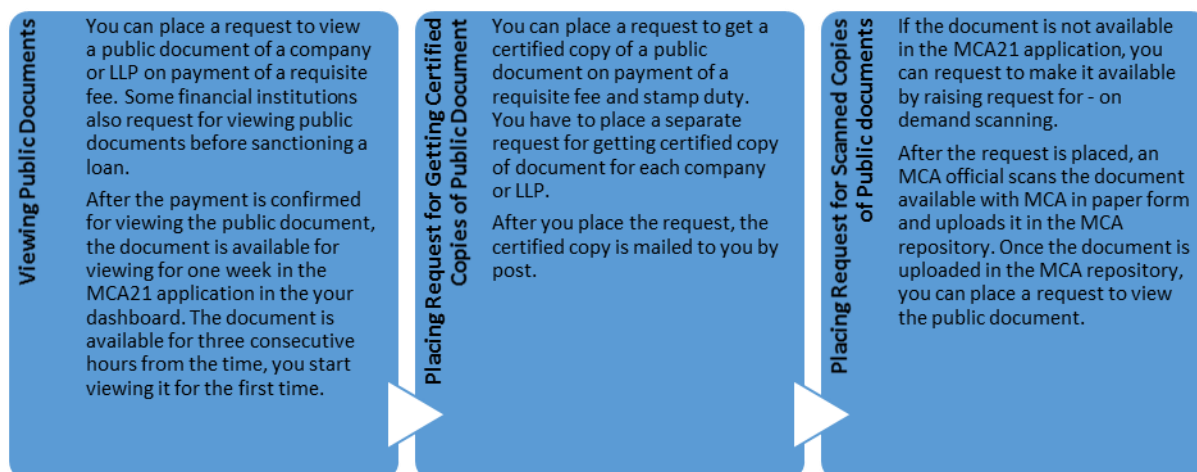 Viewing Public Documents
You can place a request to view
a public document of a company
or LLP on payment of a requisite
fee. Some financial institutions
also request for viewing public
documents before sanctioning a
loan.
After the payment is confirmed
for viewing the public document,
the document is available for
viewing for one week in the
MCA21 application in the your
dashboard. The document is
available for three consecutive
hours from the time, you start
viewing it for the first time.
Placing Request for Getting Certified
Copies of Public Document
You can place a request to get a
certified copy of a public
document on payment of a
requisite fee and stamp duty.
You have to place a separate
request for getting certified copy
of document for each company
or LLP.
After you place the request, the
certified copy is mailed to you by
post.
Placing Request for Scanned Copies
of Public documents
If the document is not available
in the MCA21 application, you
can request to make it available
by raising request for - on
demand scanning.
After the request is placed, an
MCA official scans the document
available with MCA in paper form
and uploads it in the MCA
repository. Once the document is
uploaded in the MCA repository,
you can place a request to view
the public document.